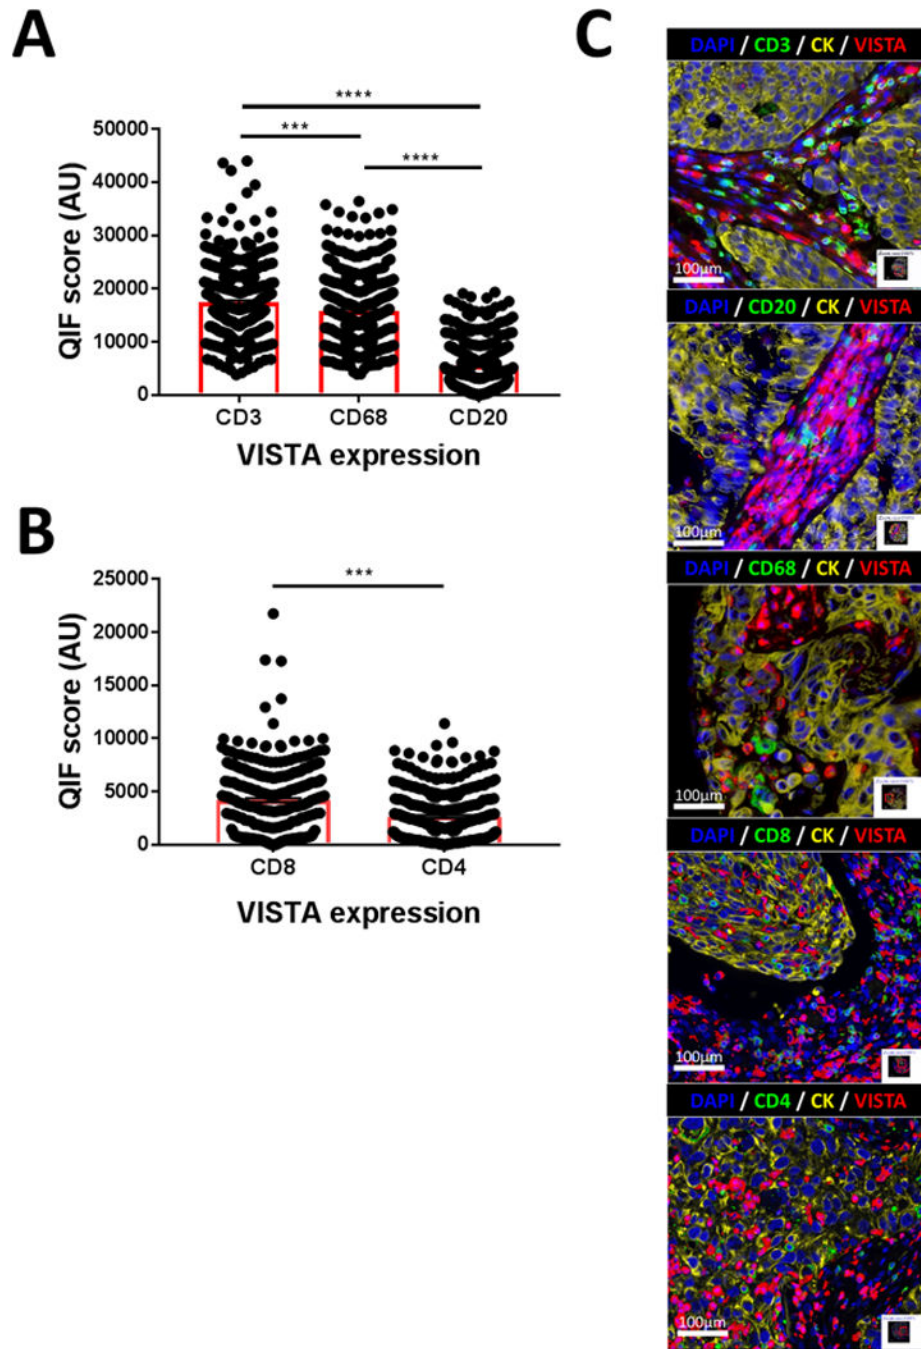 A
****
***
****
50000
40000
30000
20000
10000
0
QIF score (AU)
CD3 CD68 CD20
VISTA expression
B
***
25000
20000
15000
10000
5000
0
QIF score (AU)
CD8 CD4
VISTA expression
C
DAPI / CD3 / CK / VISTA
100µm
DAPI / CD20 / CK / VISTA
100µm
DAPI / CD68 / CK / VISTA
100µm
DAPI / CD8 / CK / VISTA
100µm
DAPI / CD4 / CK / VISTA
100µm